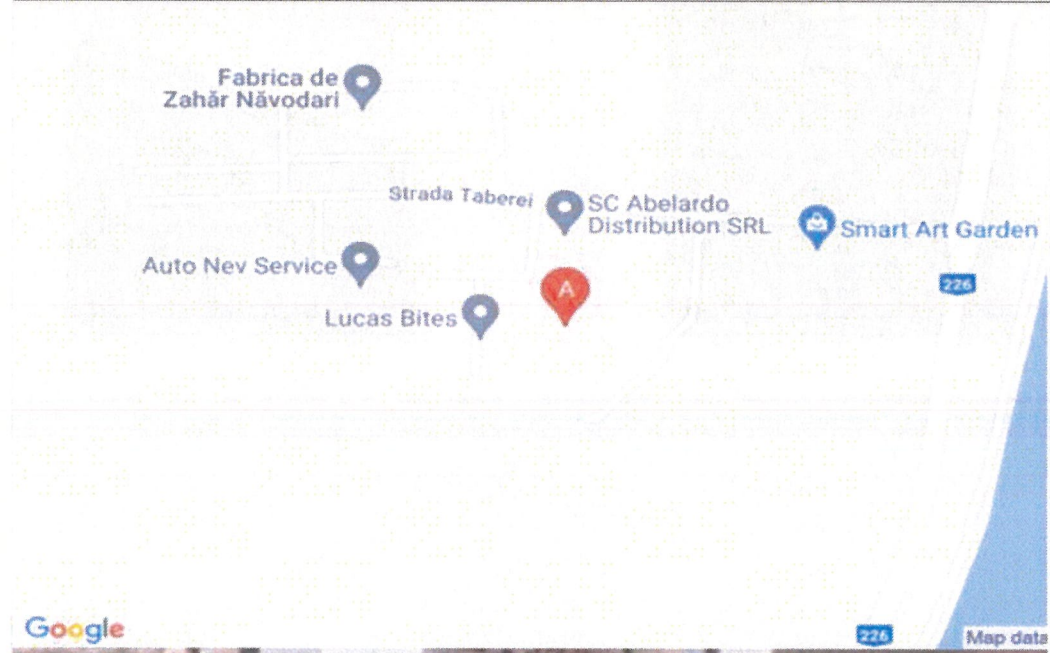 Fabrica de
Zahăr Năvodari
Strada Taberei
SC Abelardo
Distribution SRL
Smart Art Garden
Auto Nev Service
226
A
Lucas Bites
Google
226
Map data